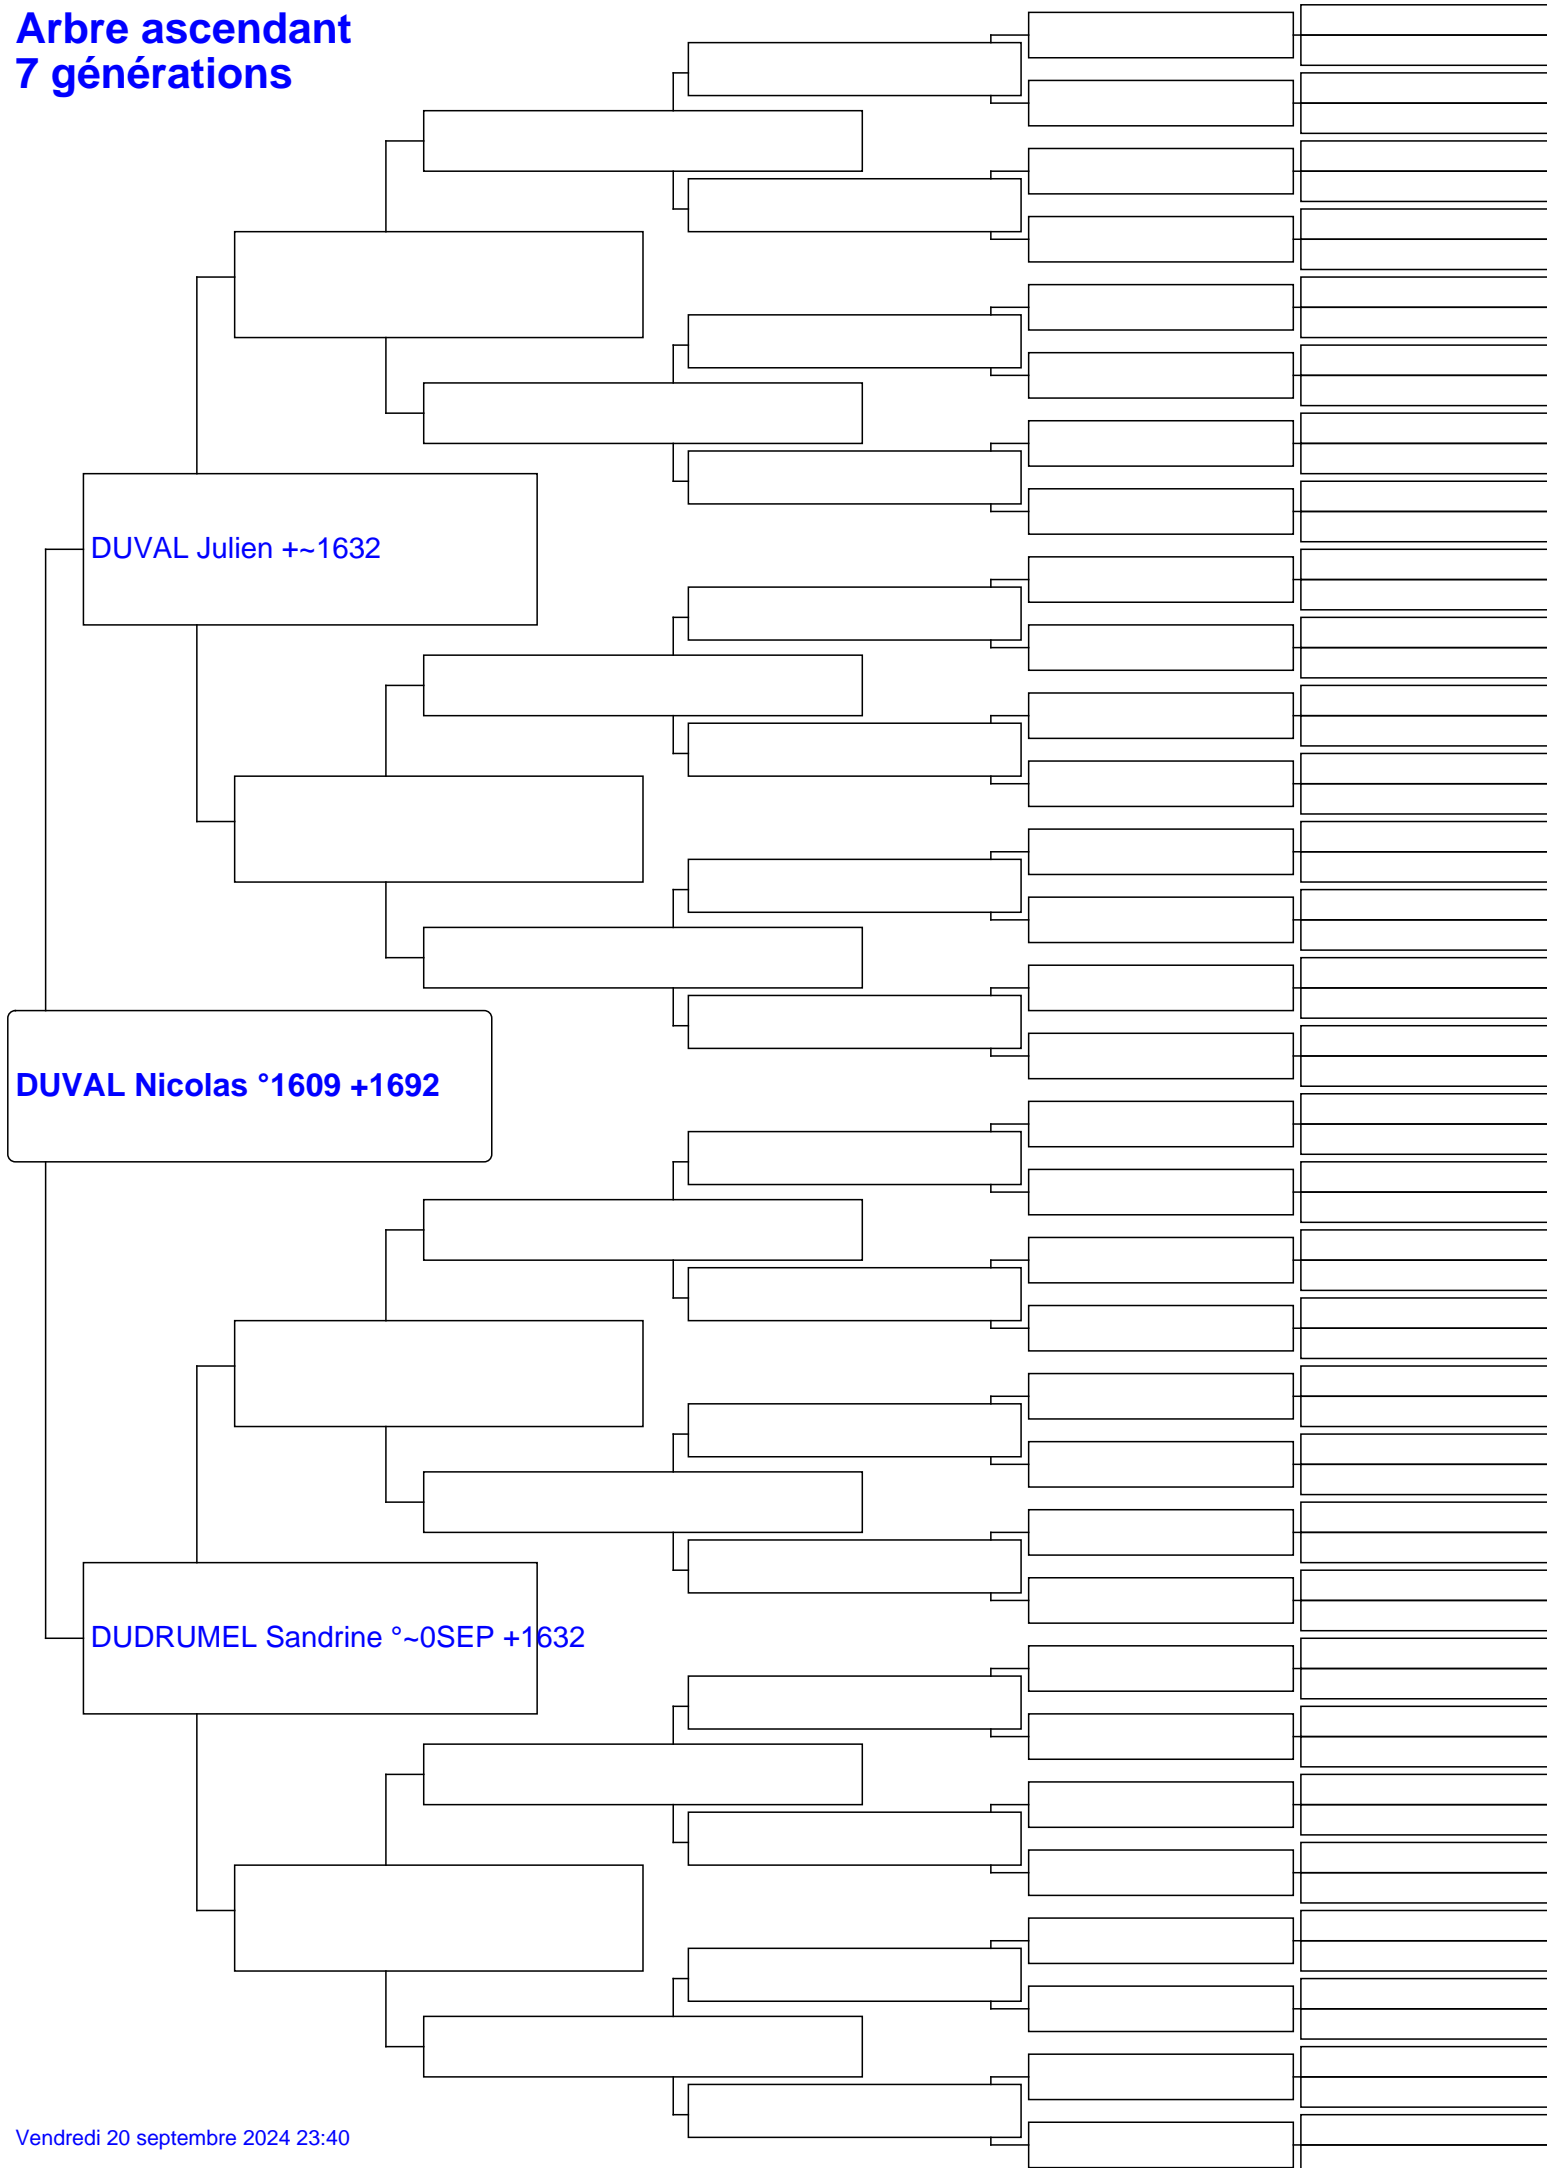 Arbre ascendant
7 générations
DUVAL Julien +~1632
DUVAL Nicolas °1609 +1692
DUDRUMEL Sandrine °~0SEP +1632
Vendredi 20 septembre 2024 23:40